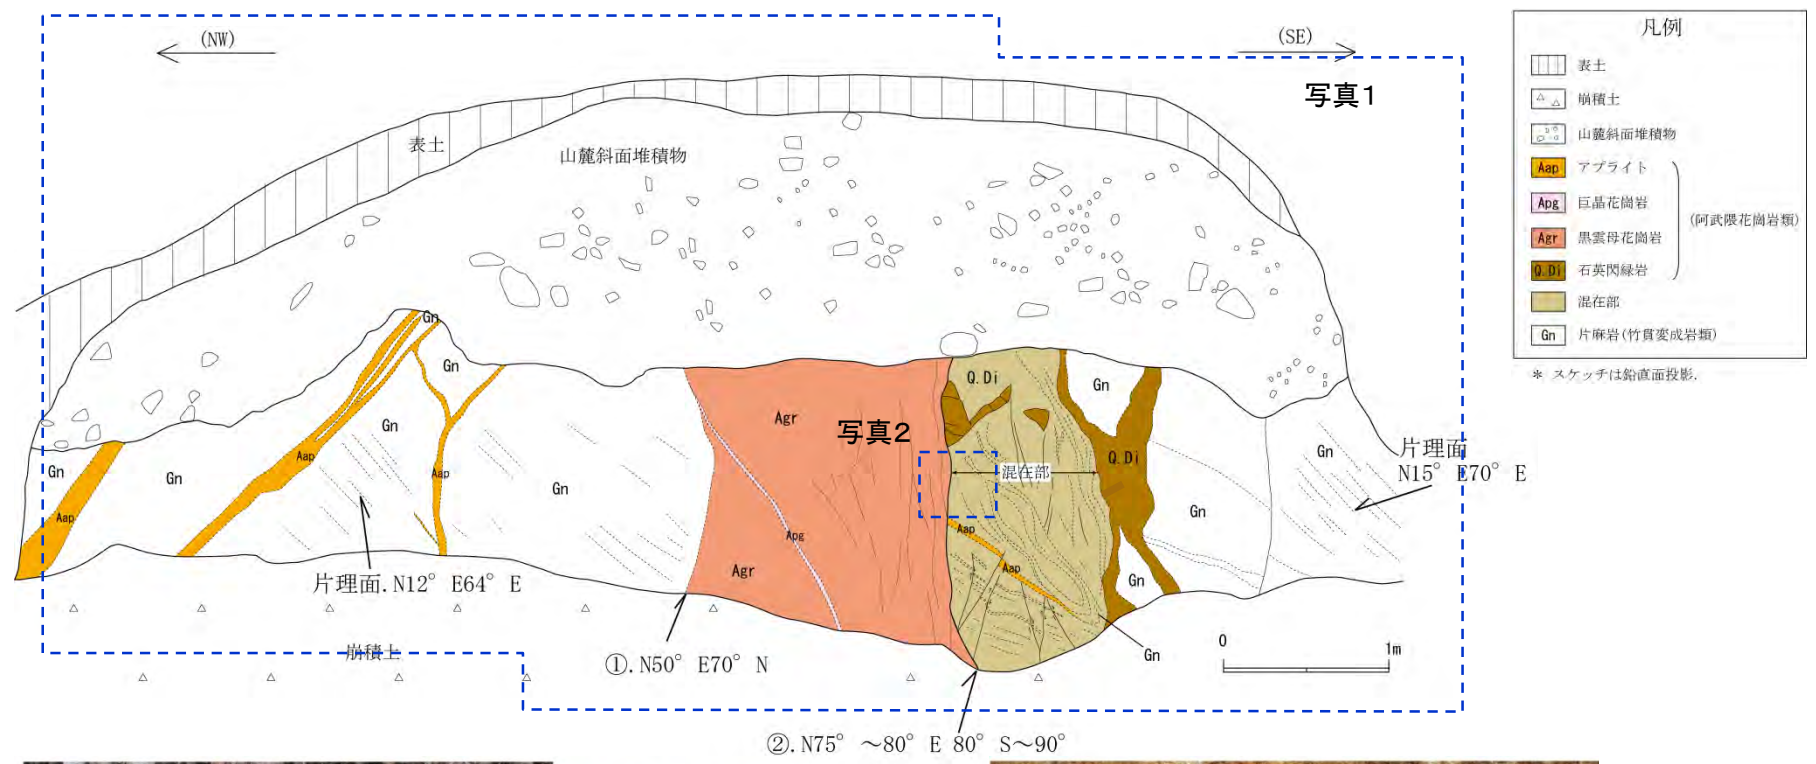 (NW)
(SE)
写真1
表土
山麓斜面堆積物
Gn
Gn
Gn
Gn
Aap
Gn
Aap
Aap
Gn
Agr
写真2
Apg
Agr
Q.Di
混在部
Aap
Aap
Gn
Q.Di
Gn
Gn
Gn
Gn
片理面
N15° E70° E
片理面.N12° E64° E
崩積土
①.N50° E70° N
②.N75° ～80° E 80° S～90°
0
1m
凡例
表土
崩積土
山麓斜面堆積物
Aap アプライト
Apg 巨晶花崗岩
Agr 黒雲母花崗岩
Q.Di 石英閃緑岩
(阿武隈花崗岩類)
混在部
Gn 片麻岩(竹貫変成岩類)
* スケッチは鉛直面投影.